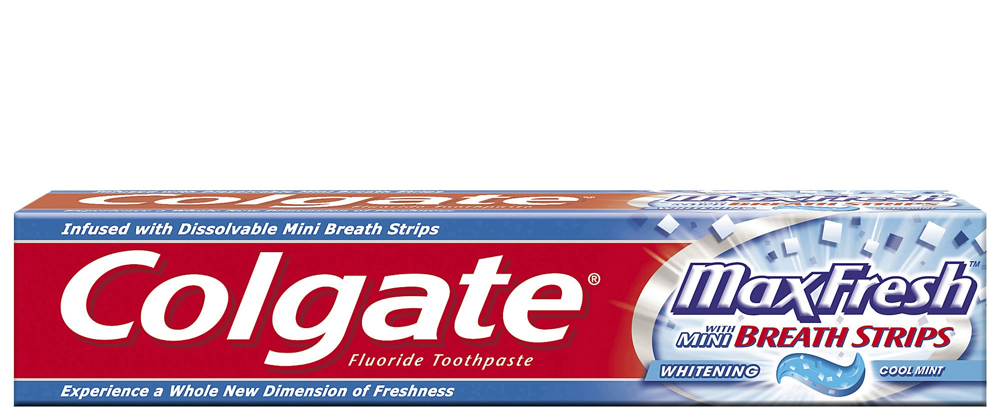 Infused with Dissolvable Mini Breath Strips
Colgate®
Fluoride Toothpaste
Experience a Whole New Dimension of Freshness
MaxFresh™
WITH
MINI BREATH STRIPS
WHITENING
COOL MINT
Infused with Dissolvable Mini Breath Strips
Colgate®
Fluoride Toothpaste
Experience a Whole New Dimension of Freshness
MaxFresh™
WITH
MINI BREATH STRIPS
WHITENING
COOL MINT